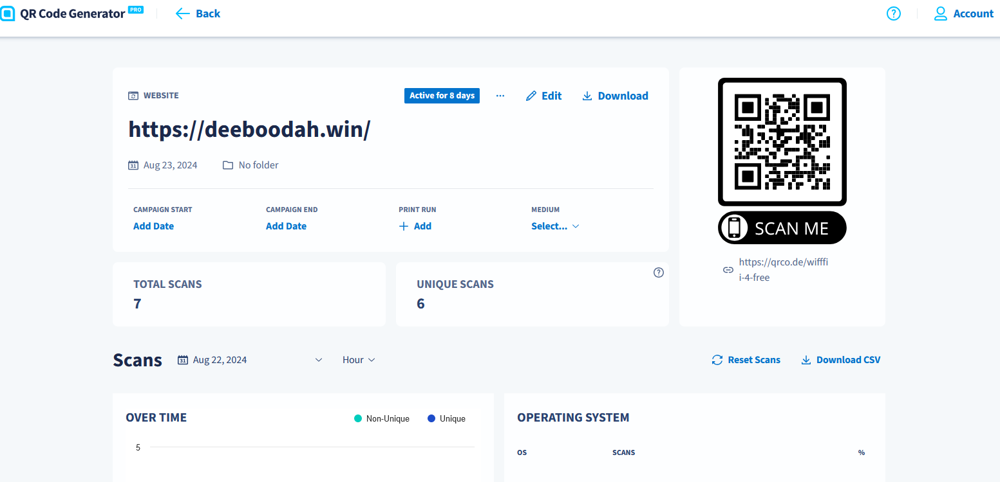 QR Code Generator PRO
Back
?
Account
WEBSITE
Active for 8 days
...
Edit
Download
https://deeboodah.win/
31 Aug 23, 2024
No folder
CAMPAIGN START
CAMPAIGN END
PRINT RUN
MEDIUM
Add Date
Add Date
+ Add
Select...
SCAN ME
https://qrco.de/wifffi
i-4-free
TOTAL SCANS
7
UNIQUE SCANS
?
6
Scans
31 Aug 22, 2024
Hour
Reset Scans
Download CSV
OVER TIME
Non-Unique
Unique
5
OPERATING SYSTEM
OS
SCANS
%